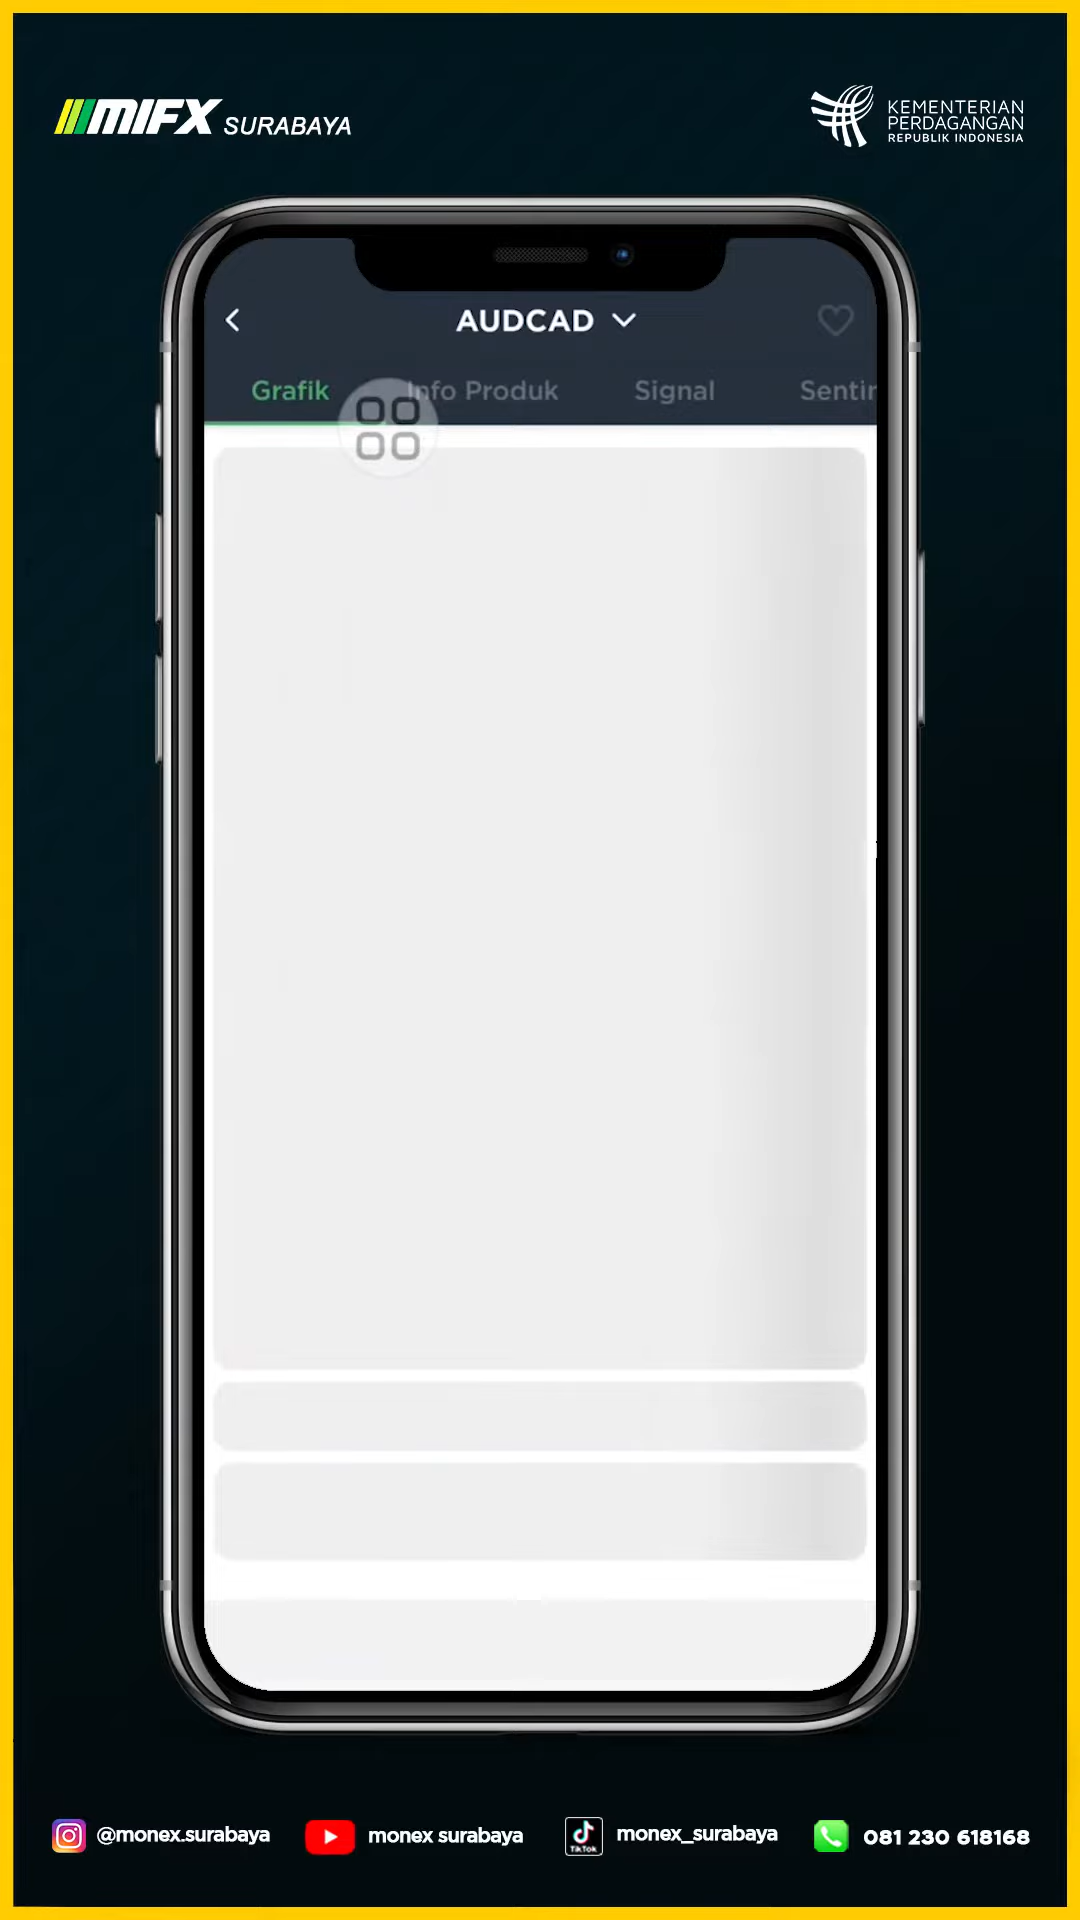 MIFX SURABAYA
KEMENTERIAN
PERDAGANGAN
REPUBLIK INDONESIA
AUDCAD
Grafik
Info Produk
Signal
Sentir
@monex.surabaya
monex surabaya
TikTok
monex_surabaya
081 230 618168